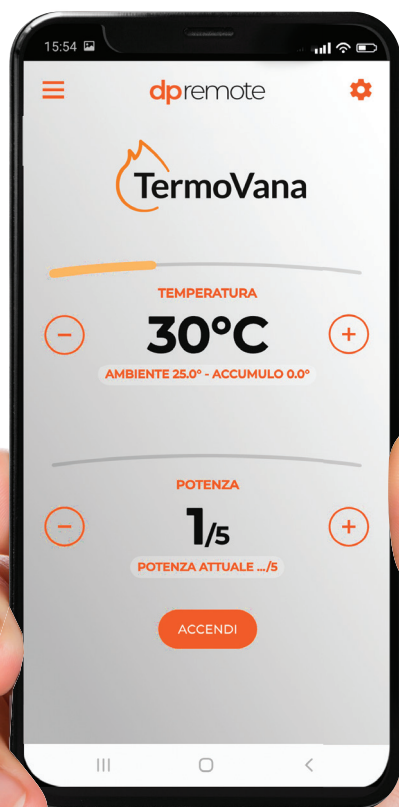 15:54
dpremote
TermoVana
TEMPERATURA
30°C
AMBIENTE 25.0° - ACCUMULO 0.0°
POTENZA
1/5
POTENZA ATTUALE .../5
ACCENDI